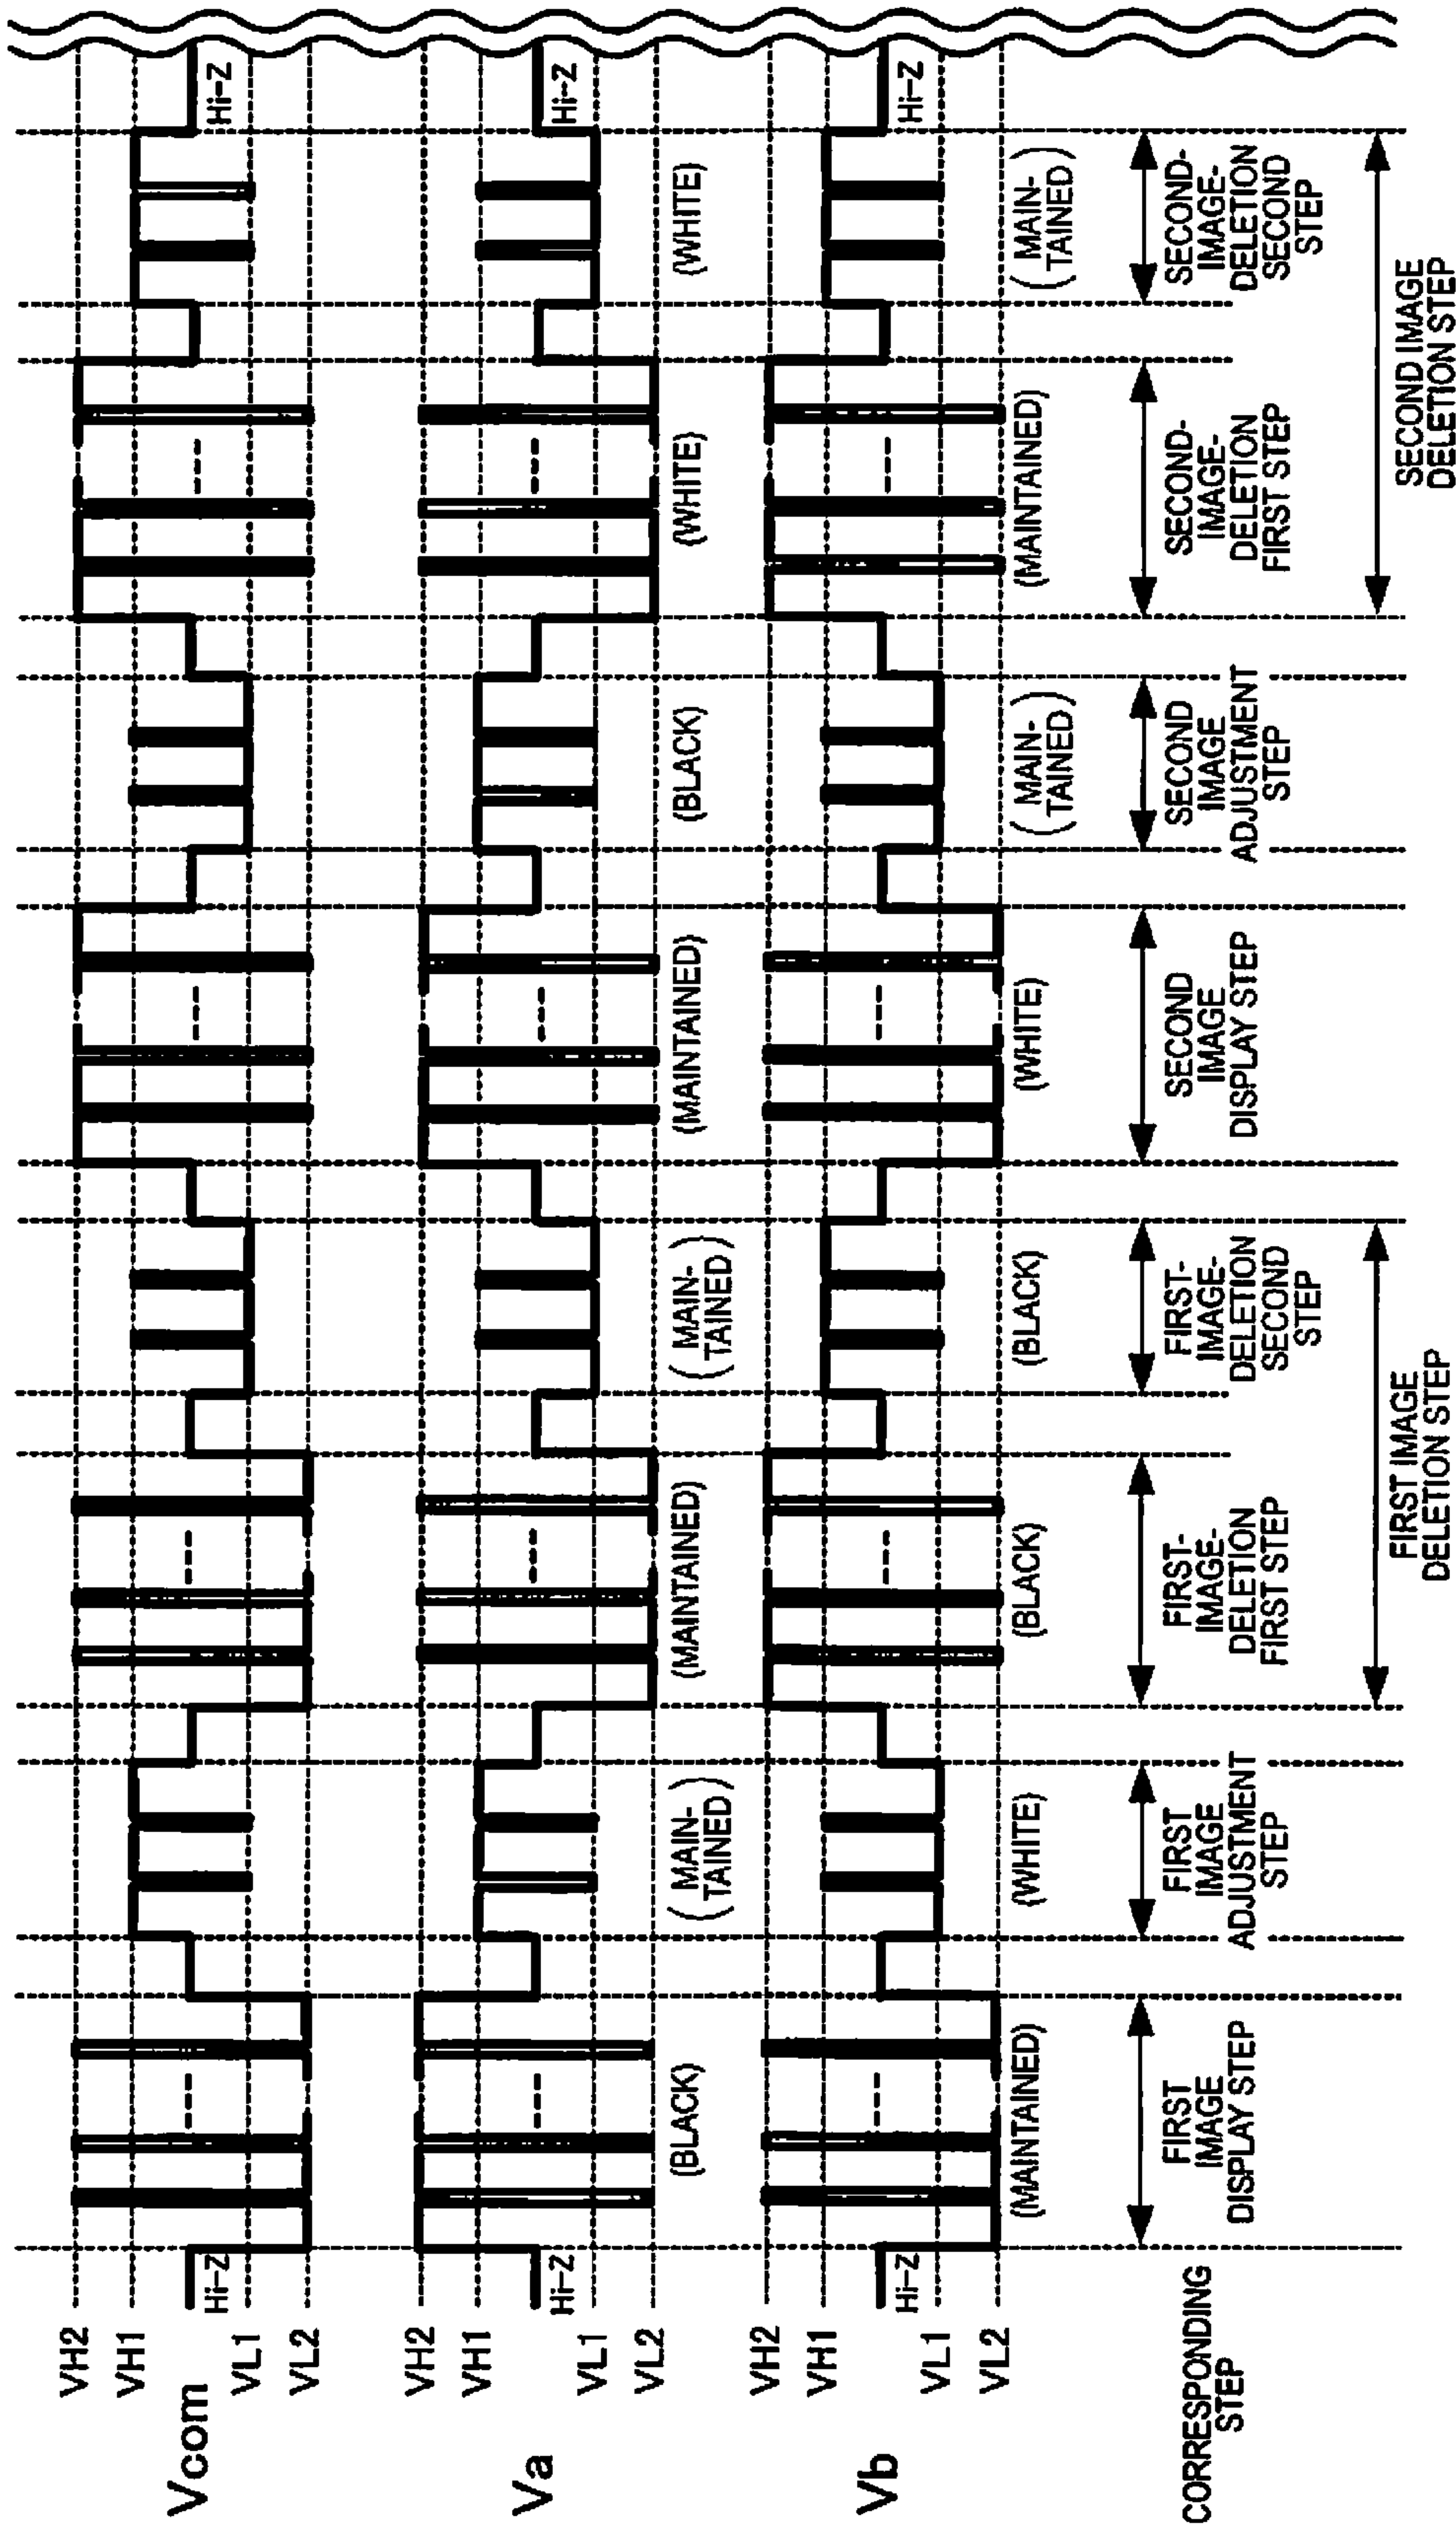 VH2
VH1
Vcom
VL1
VL2
Hi-Z
Hi-Z
VH2
VH1
Va
VL1
VL2
Hi-Z
Hi-Z
(BLACK)
(MAIN-
TAINED)
(MAINTAINED)
(MAIN-
TAINED)
(MAINTAINED)
(BLACK)
(WHITE)
(WHITE)
VH2
VH1
Vb
VL1
VL2
Hi-Z
Hi-Z
(MAINTAINED)
(WHITE)
(BLACK)
(BLACK)
(WHITE)
(MAIN-
TAINED)
(MAINTAINED)
(MAIN-
TAINED)
CORRESPONDING
STEP
FIRST
IMAGE
DISPLAY STEP
FIRST
IMAGE
ADJUSTMENT
STEP
FIRST-
IMAGE-
DELETION
FIRST STEP
FIRST-
IMAGE-
DELETION
SECOND
STEP
SECOND
IMAGE
DISPLAY STEP
SECOND
IMAGE
ADJUSTMENT
STEP
SECOND-
IMAGE-
DELETION
FIRST STEP
SECOND-
IMAGE-
DELETION
SECOND
STEP
FIRST IMAGE
DELETION STEP
SECOND IMAGE
DELETION STEP